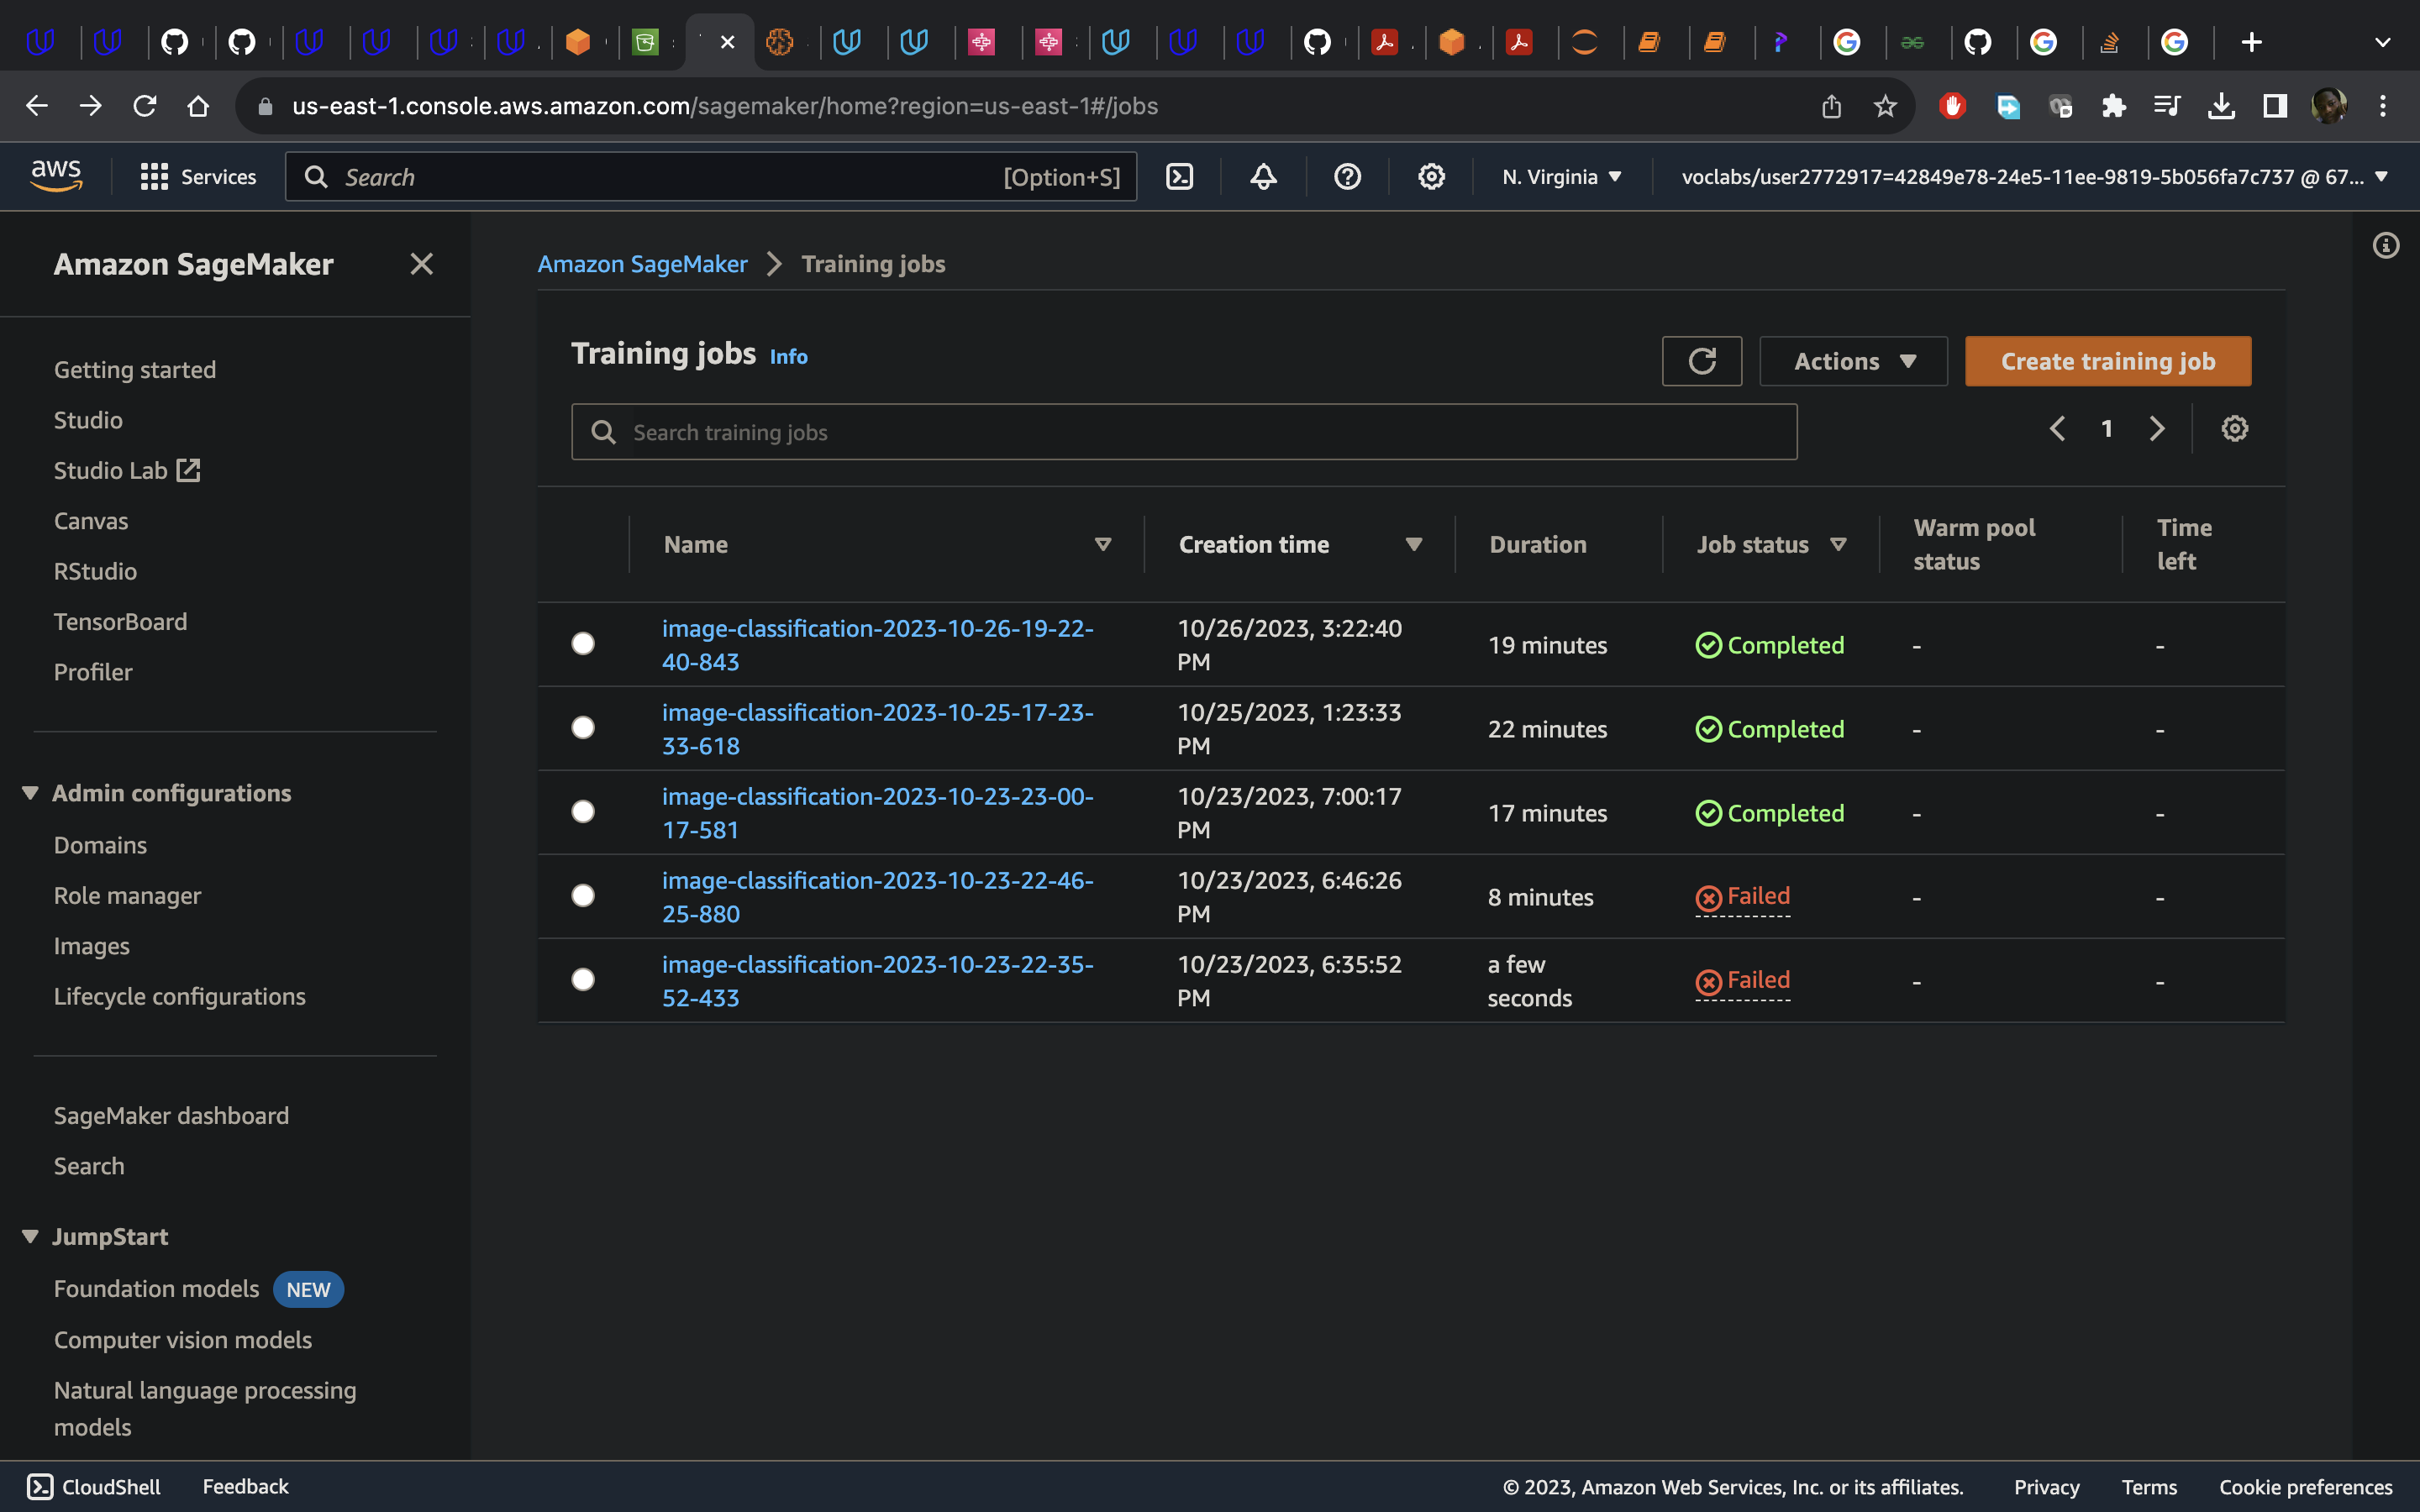 us-east-1.console.aws.amazon.com/sagemaker/home?region=us-east-1#/jobs
aws
Services
Search
[Option+S]
N. Virginia
voclabs/user2772917=42849e78-24e5-11ee-9819-5b056fa7c737 @ 67...
Amazon SageMaker
Getting started
Studio
Studio Lab
Canvas
RStudio
TensorBoard
Profiler
Admin configurations
Domains
Role manager
Images
Lifecycle configurations
SageMaker dashboard
Search
JumpStart
Foundation models NEW
Computer vision models
Natural language processing
models
Amazon SageMaker > Training jobs
Training jobs Info
Actions
Create training job
Search training jobs
1
Name
Creation time
Duration
Job status
Warm pool
status
Time
left
image-classification-2023-10-26-19-22-
40-843
10/26/2023, 3:22:40
PM
19 minutes
Completed
-
-
image-classification-2023-10-25-17-23-
33-618
10/25/2023, 1:23:33
PM
22 minutes
Completed
-
-
image-classification-2023-10-23-23-00-
17-581
10/23/2023, 7:00:17
PM
17 minutes
Completed
-
-
image-classification-2023-10-23-22-46-
25-880
10/23/2023, 6:46:26
PM
8 minutes
Failed
-
-
image-classification-2023-10-23-22-35-
52-433
10/23/2023, 6:35:52
PM
a few
seconds
Failed
-
-
CloudShell
Feedback
© 2023, Amazon Web Services, Inc. or its affiliates.
Privacy
Terms
Cookie preferences